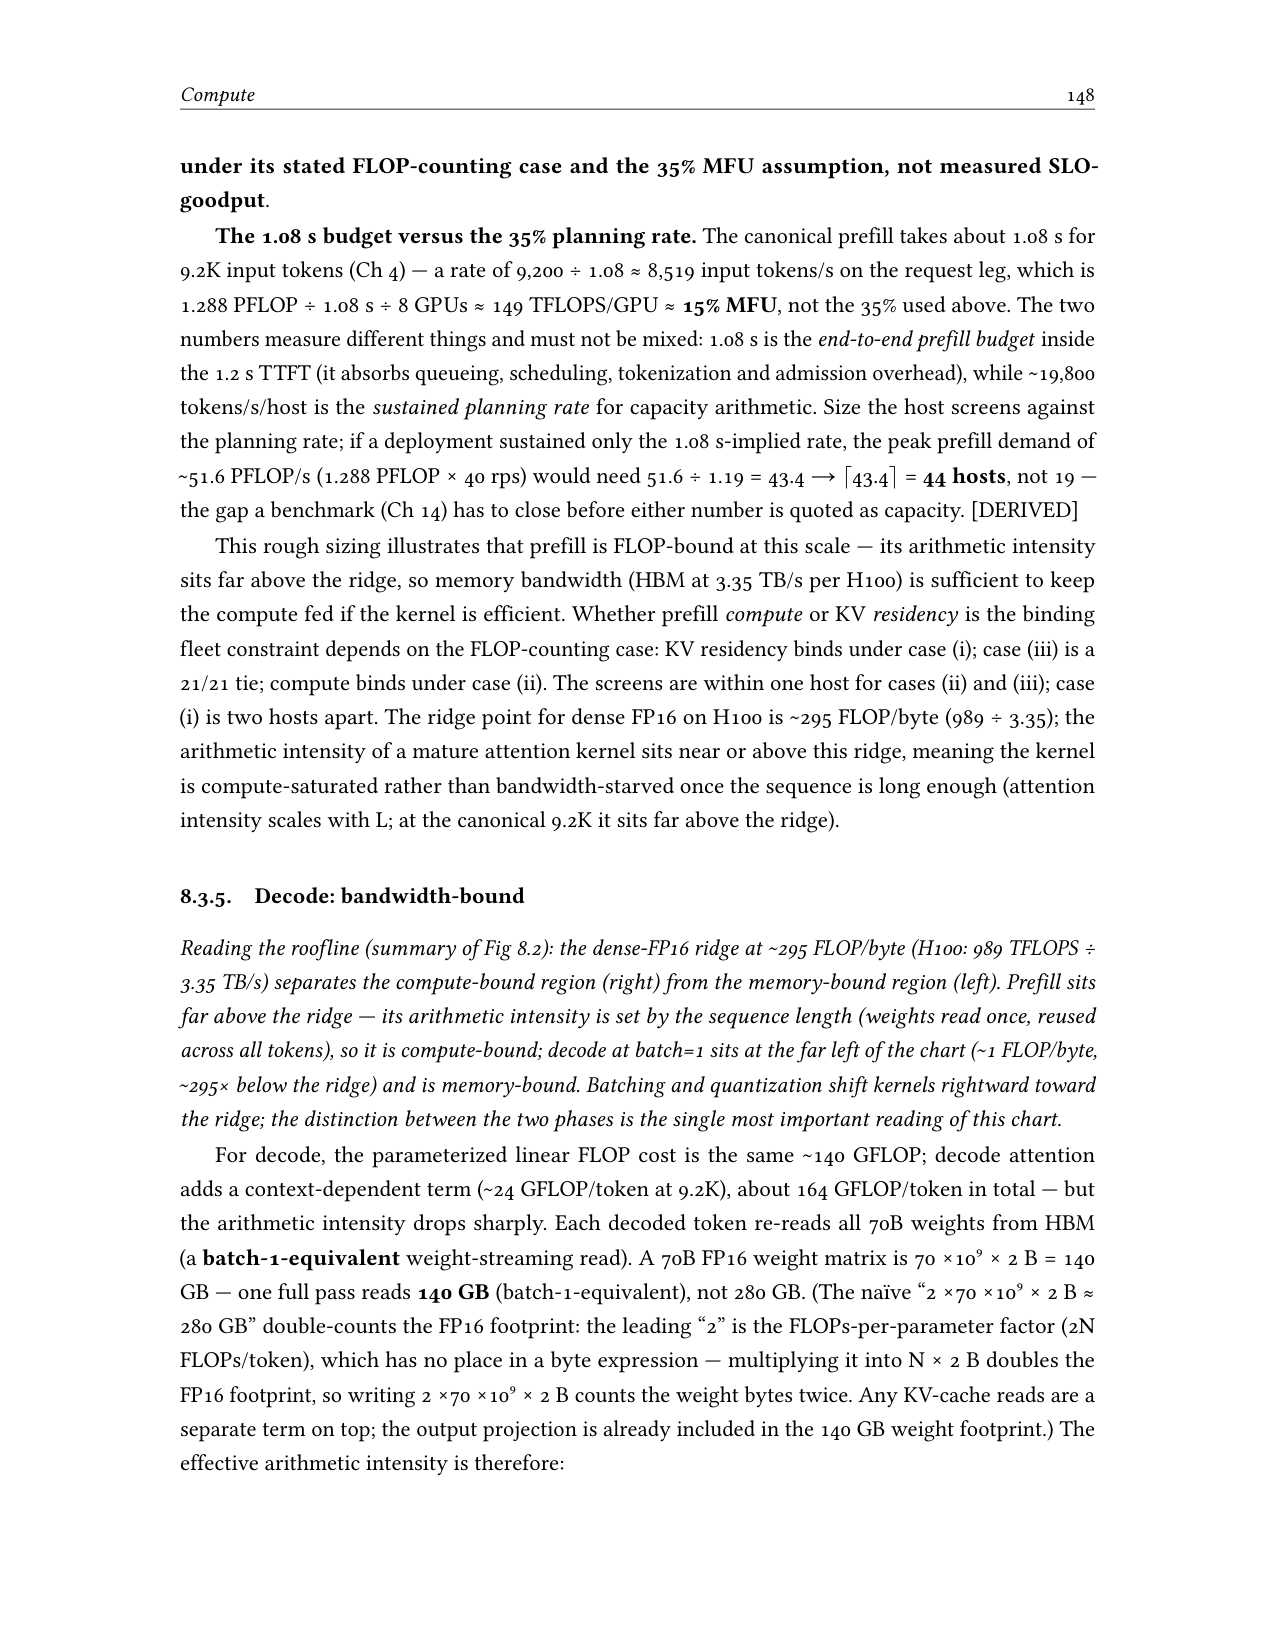 Compute 148
under its stated FLOP-counting case and the 35% MFU assumption, not measured SLO-
goodput.
The 1.08 s budget versus the 35% planning rate. The canonical prefill takes about 1.08 s for
9.2K input tokens (Ch 4) — a rate of 9,200 ÷ 1.08 ≈ 8,519 input tokens/s on the request leg, which is
1.288 PFLOP ÷ 1.08 s ÷ 8 GPUs ≈ 149 TFLOPS/GPU ≈ 15% MFU, not the 35% used above. The two
numbers measure different things and must not be mixed: 1.08 s is the end-to-end prefill budget inside
the 1.2 s TTFT (it absorbs queueing, scheduling, tokenization and admission overhead), while ~19,800
tokens/s/host is the sustained planning rate for capacity arithmetic. Size the host screens against
the planning rate; if a deployment sustained only the 1.08 s-implied rate, the peak prefill demand of
~51.6 PFLOP/s (1.288 PFLOP × 40 rps) would need 51.6 ÷ 1.19 = 43.4 → ⌈43.4⌉ = 44 hosts, not 19 —
the gap a benchmark (Ch 14) has to close before either number is quoted as capacity. [DERIVED]
This rough sizing illustrates that prefill is FLOP-bound at this scale — its arithmetic intensity
sits far above the ridge, so memory bandwidth (HBM at 3.35 TB/s per H100) is sufficient to keep
the compute fed if the kernel is efficient. Whether prefill compute or KV residency is the binding
fleet constraint depends on the FLOP-counting case: KV residency binds under case (i); case (iii) is a
21/21 tie; compute binds under case (ii). The screens are within one host for cases (ii) and (iii); case
(i) is two hosts apart. The ridge point for dense FP16 on H100 is ~295 FLOP/byte (989 ÷ 3.35); the
arithmetic intensity of a mature attention kernel sits near or above this ridge, meaning the kernel
is compute-saturated rather than bandwidth-starved once the sequence is long enough (attention
intensity scales with L; at the canonical 9.2K it sits far above the ridge).
8.3.5. Decode: bandwidth-bound
Reading the roofline (summary of Fig 8.2): the dense-FP16 ridge at ~295 FLOP/byte (H100: 989 TFLOPS ÷
3.35 TB/s) separates the compute-bound region (right) from the memory-bound region (left). Prefill sits
far above the ridge — its arithmetic intensity is set by the sequence length (weights read once, reused
across all tokens), so it is compute-bound; decode at batch=1 sits at the far left of the chart (~1 FLOP/byte,
~295× below the ridge) and is memory-bound. Batching and quantization shift kernels rightward toward
the ridge; the distinction between the two phases is the single most important reading of this chart.
For decode, the parameterized linear FLOP cost is the same ~140 GFLOP; decode attention
adds a context-dependent term (~24 GFLOP/token at 9.2K), about 164 GFLOP/token in total — but
the arithmetic intensity drops sharply. Each decoded token re-reads all 70B weights from HBM
(a batch-1-equivalent weight-streaming read). A 70B FP16 weight matrix is 70 ×10⁹ × 2 B = 140
GB — one full pass reads 140 GB (batch-1-equivalent), not 280 GB. (The naïve “2 ×70 ×10⁹ × 2 B ≈
280 GB” double-counts the FP16 footprint: the leading “2” is the FLOPs-per-parameter factor (2N
FLOPs/token), which has no place in a byte expression — multiplying it into N × 2 B doubles the
FP16 footprint, so writing 2 ×70 ×10⁹ × 2 B counts the weight bytes twice. Any KV-cache reads are a
separate term on top; the output projection is already included in the 140 GB weight footprint.) The
effective arithmetic intensity is therefore: